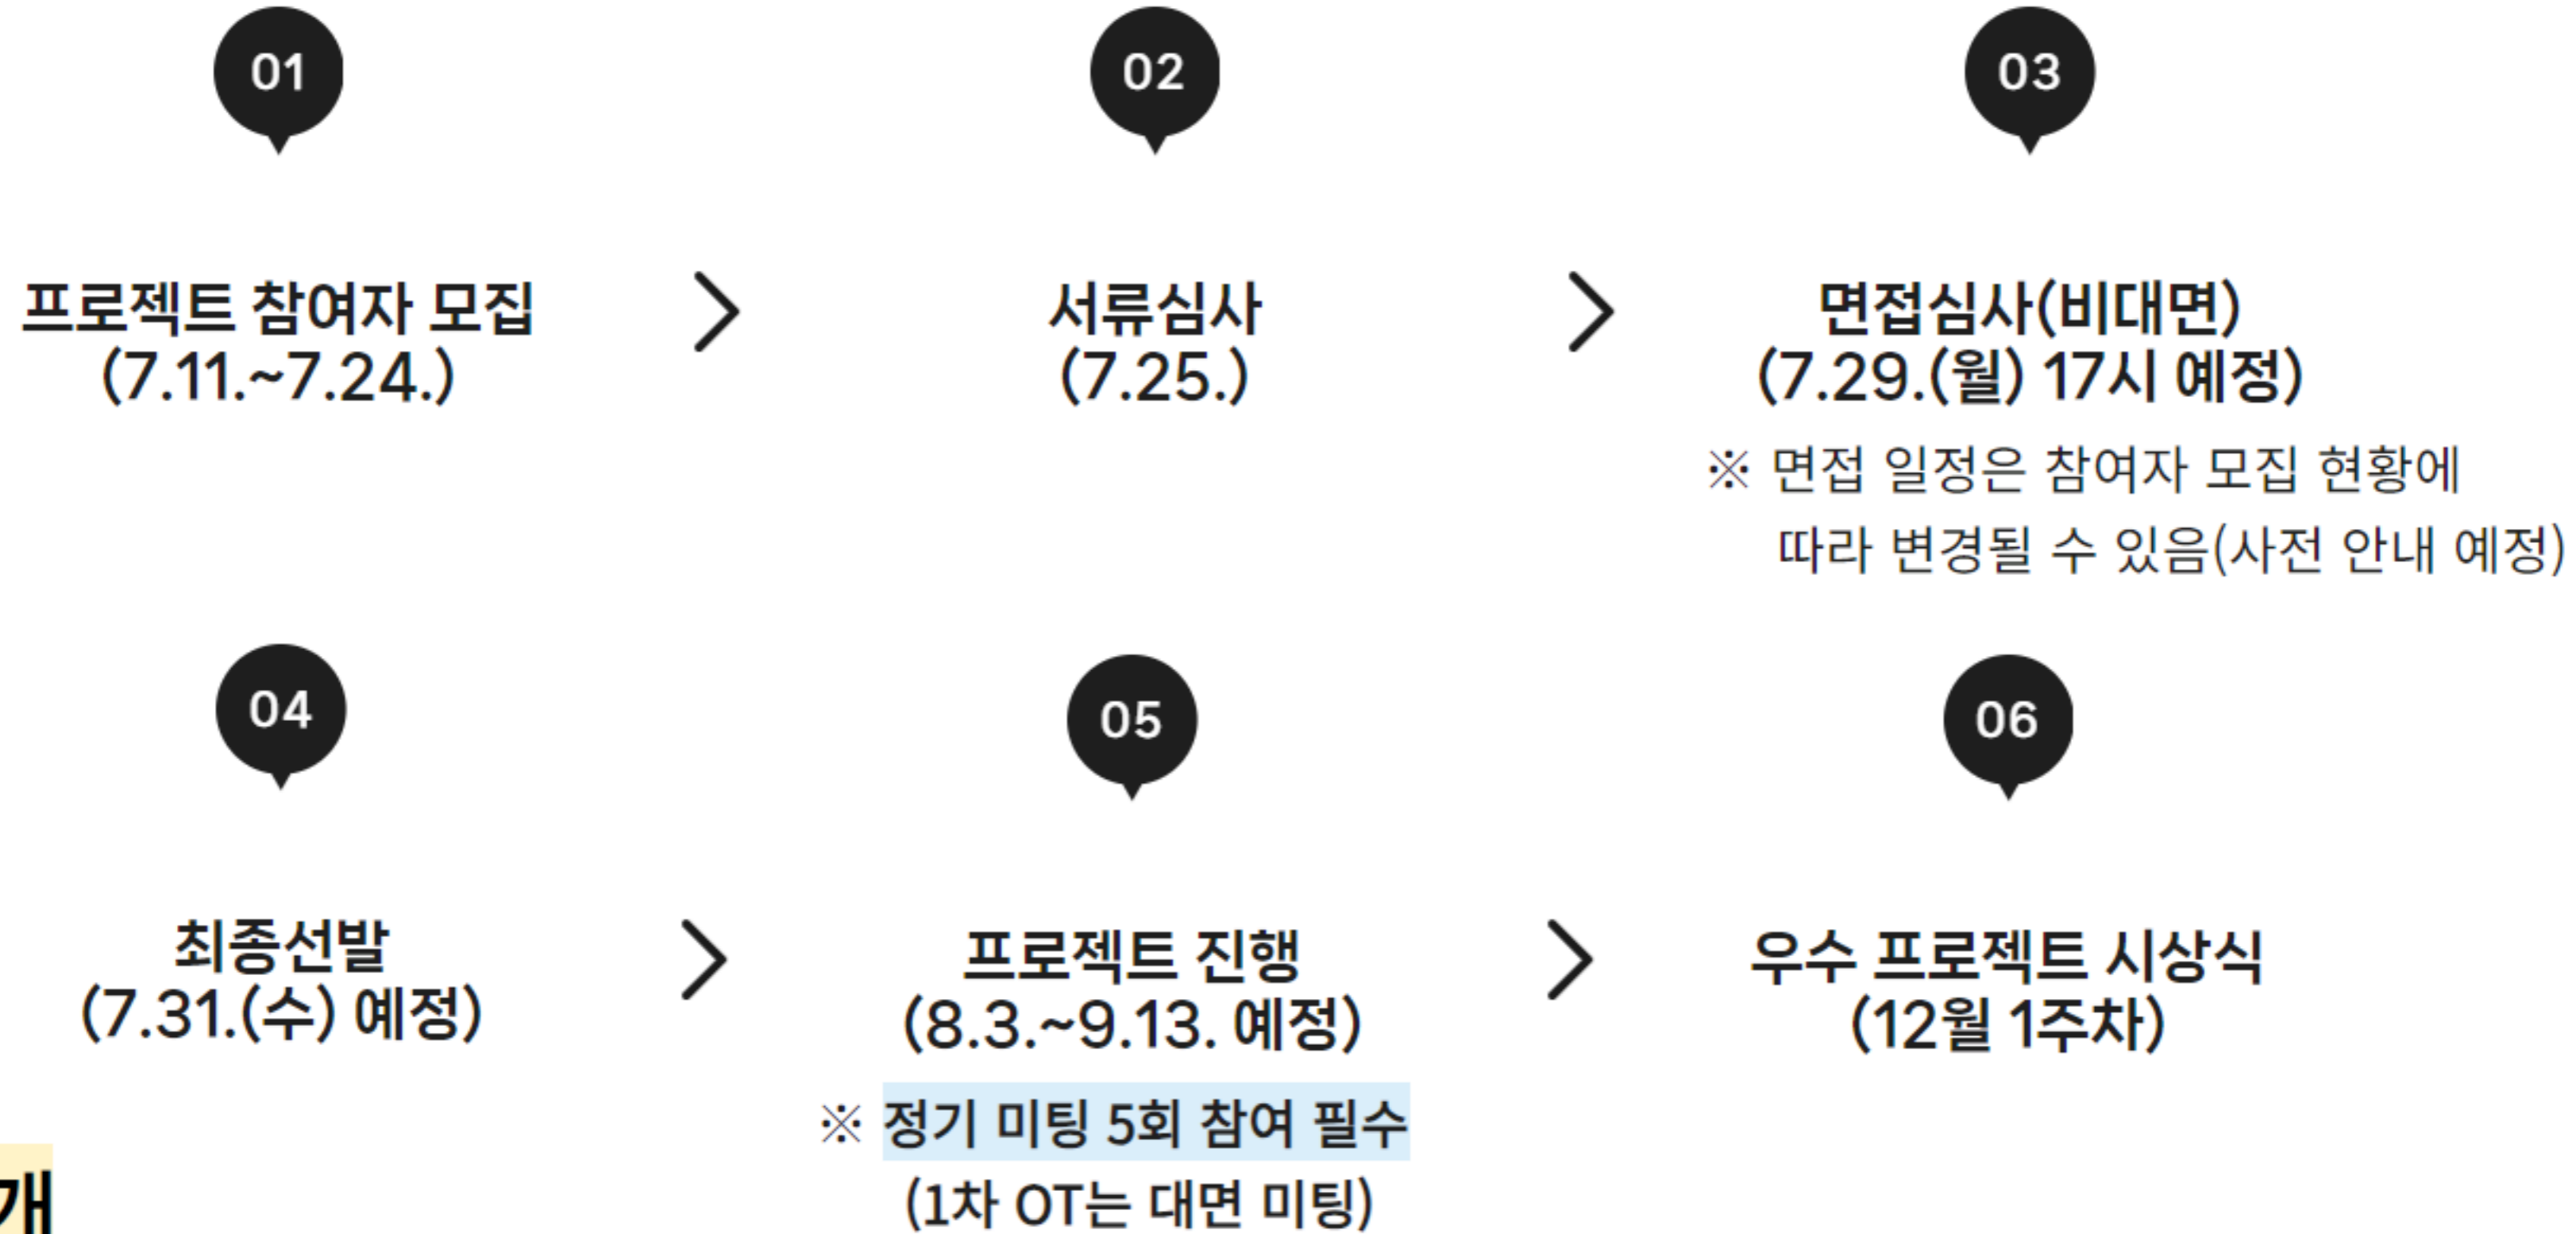 01
프로젝트 참여자 모집
(7.11.~7.24.)
02
서류심사
(7.25.)
03
면접심사(비대면)
(7.29.(월) 17시 예정)
※ 면접 일정은 참여자 모집 현황에
따라 변경될 수 있음(사전 안내 예정)
04
최종선발
(7.31.(수) 예정)
05
프로젝트 진행
(8.3.~9.13. 예정)
※ 정기 미팅 5회 참여 필수
(1차 OT는 대면 미팅)
06
우수 프로젝트 시상식
(12월 1주차)
개